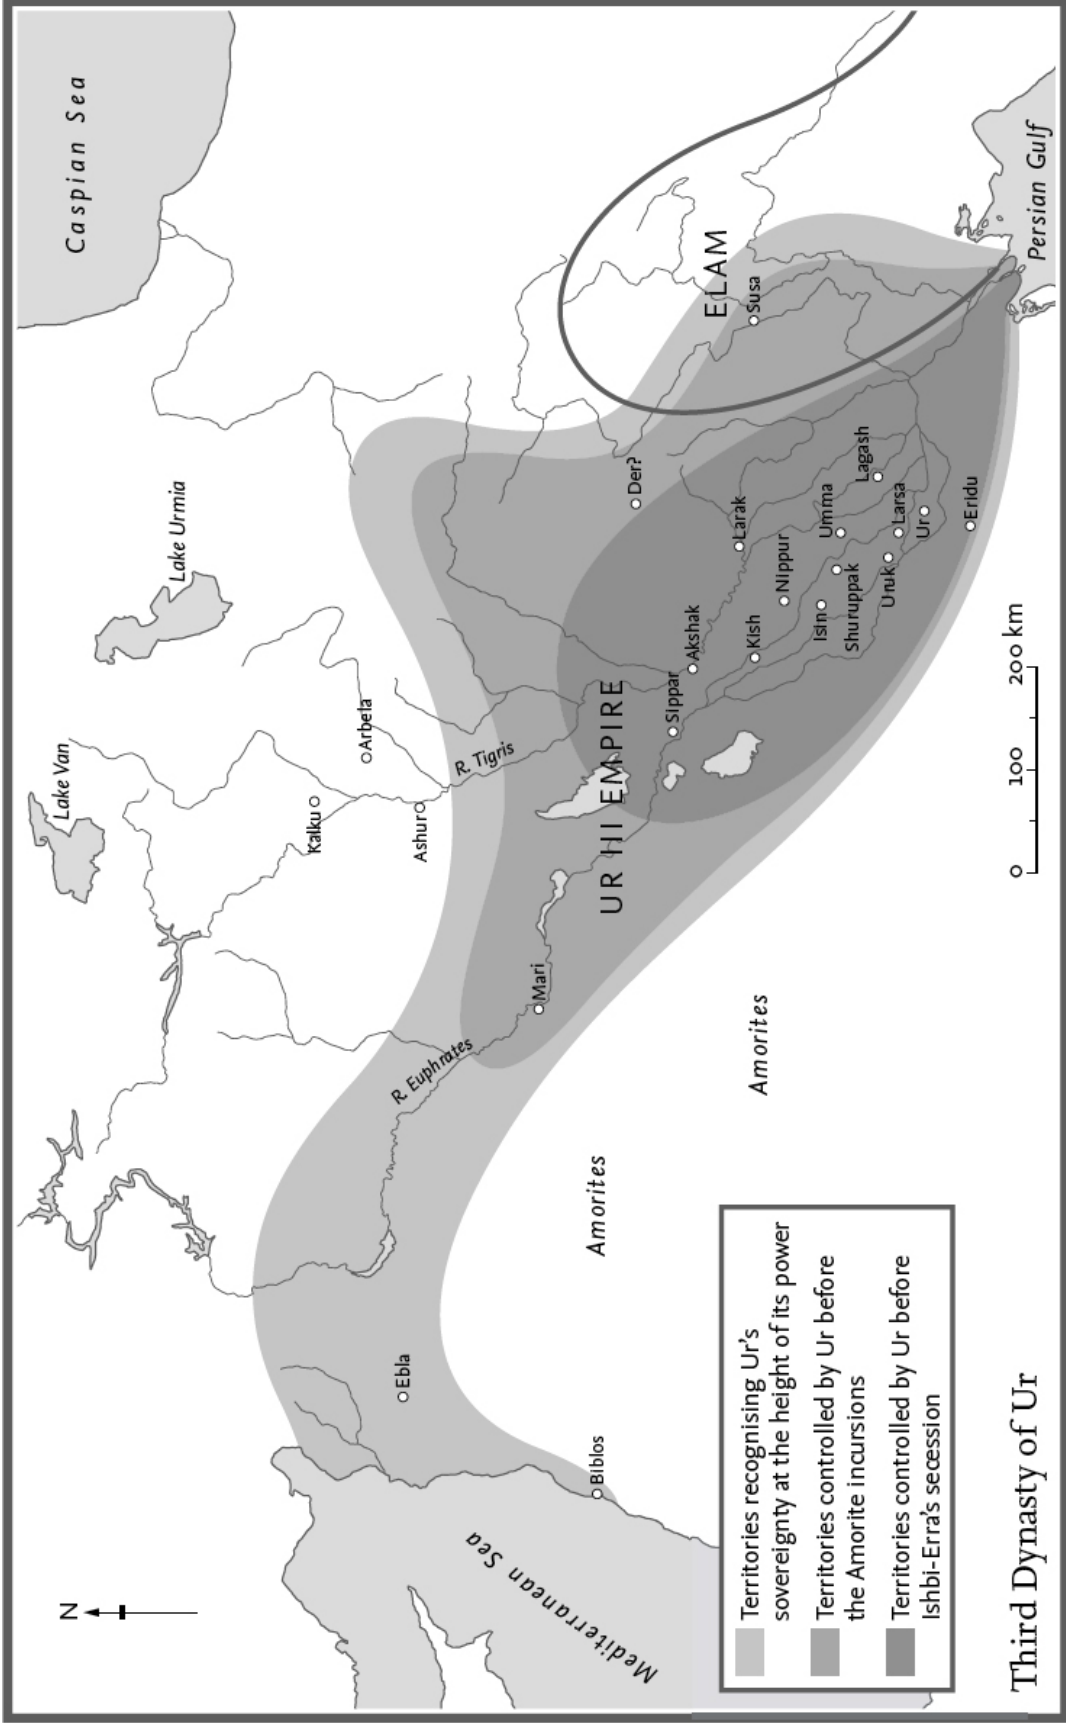 N
Caspian Sea
Lake Van
Lake Urmia
Kalku
Arbela
Ashur
R. Tigris
R. Euphrates
Ebla
Mari
UR III EMPIRE
Der?
ELAM
Susa
Biblos
Mediterranean Sea
Amorites
Amorites
Sippar
Akshak
Larak
Kish
Nippur
Isin
Umma
Shuruppak
Lagash
Uruk
Larsa
Ur
Eridu
Persian Gulf
Territories recognising Ur's
sovereignty at the height of its power
Territories controlled by Ur before
the Amorite incursions
Territories controlled by Ur before
Ishbi-Erra's secession
0 100 200 km
Third Dynasty of Ur